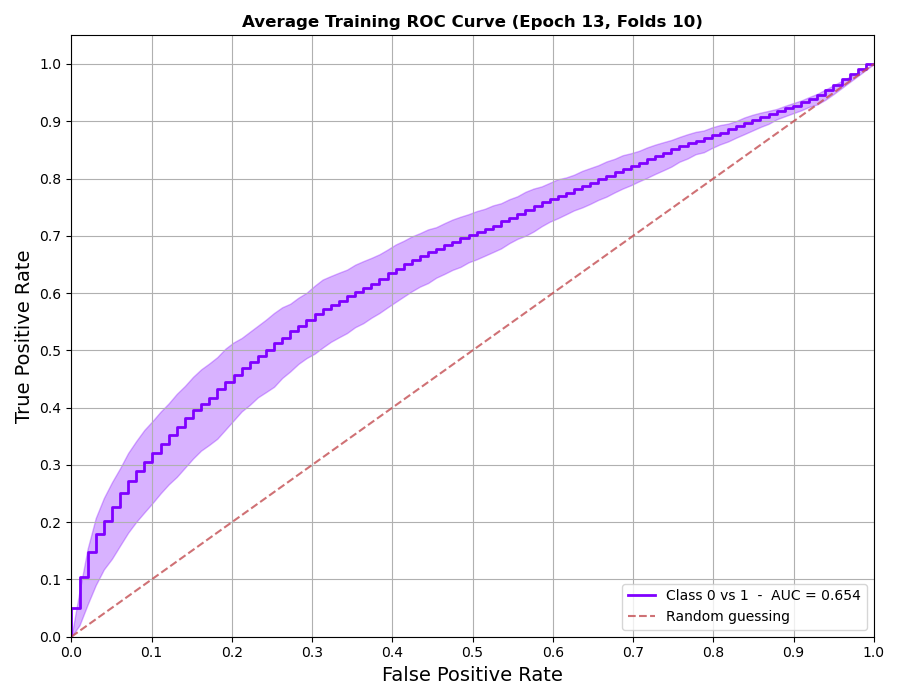 Average Training ROC Curve (Epoch 13, Folds 10)
True Positive Rate
1.0
0.9
0.8
0.7
0.6
0.5
0.4
0.3
0.2
0.1
0.0
Class 0 vs 1 - AUC = 0.654
Random guessing
0.0 0.1 0.2 0.3 0.4 0.5 0.6 0.7 0.8 0.9 1.0
False Positive Rate